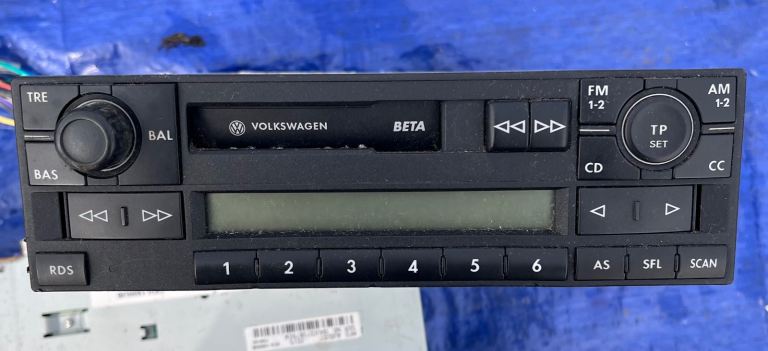 TRE
BAL
BAS
VOLKSWAGEN BETA
FM
1-2
AM
1-2
TP
SET
CD
CC
RDS
1 2 3 4 5 6
AS SFL SCAN